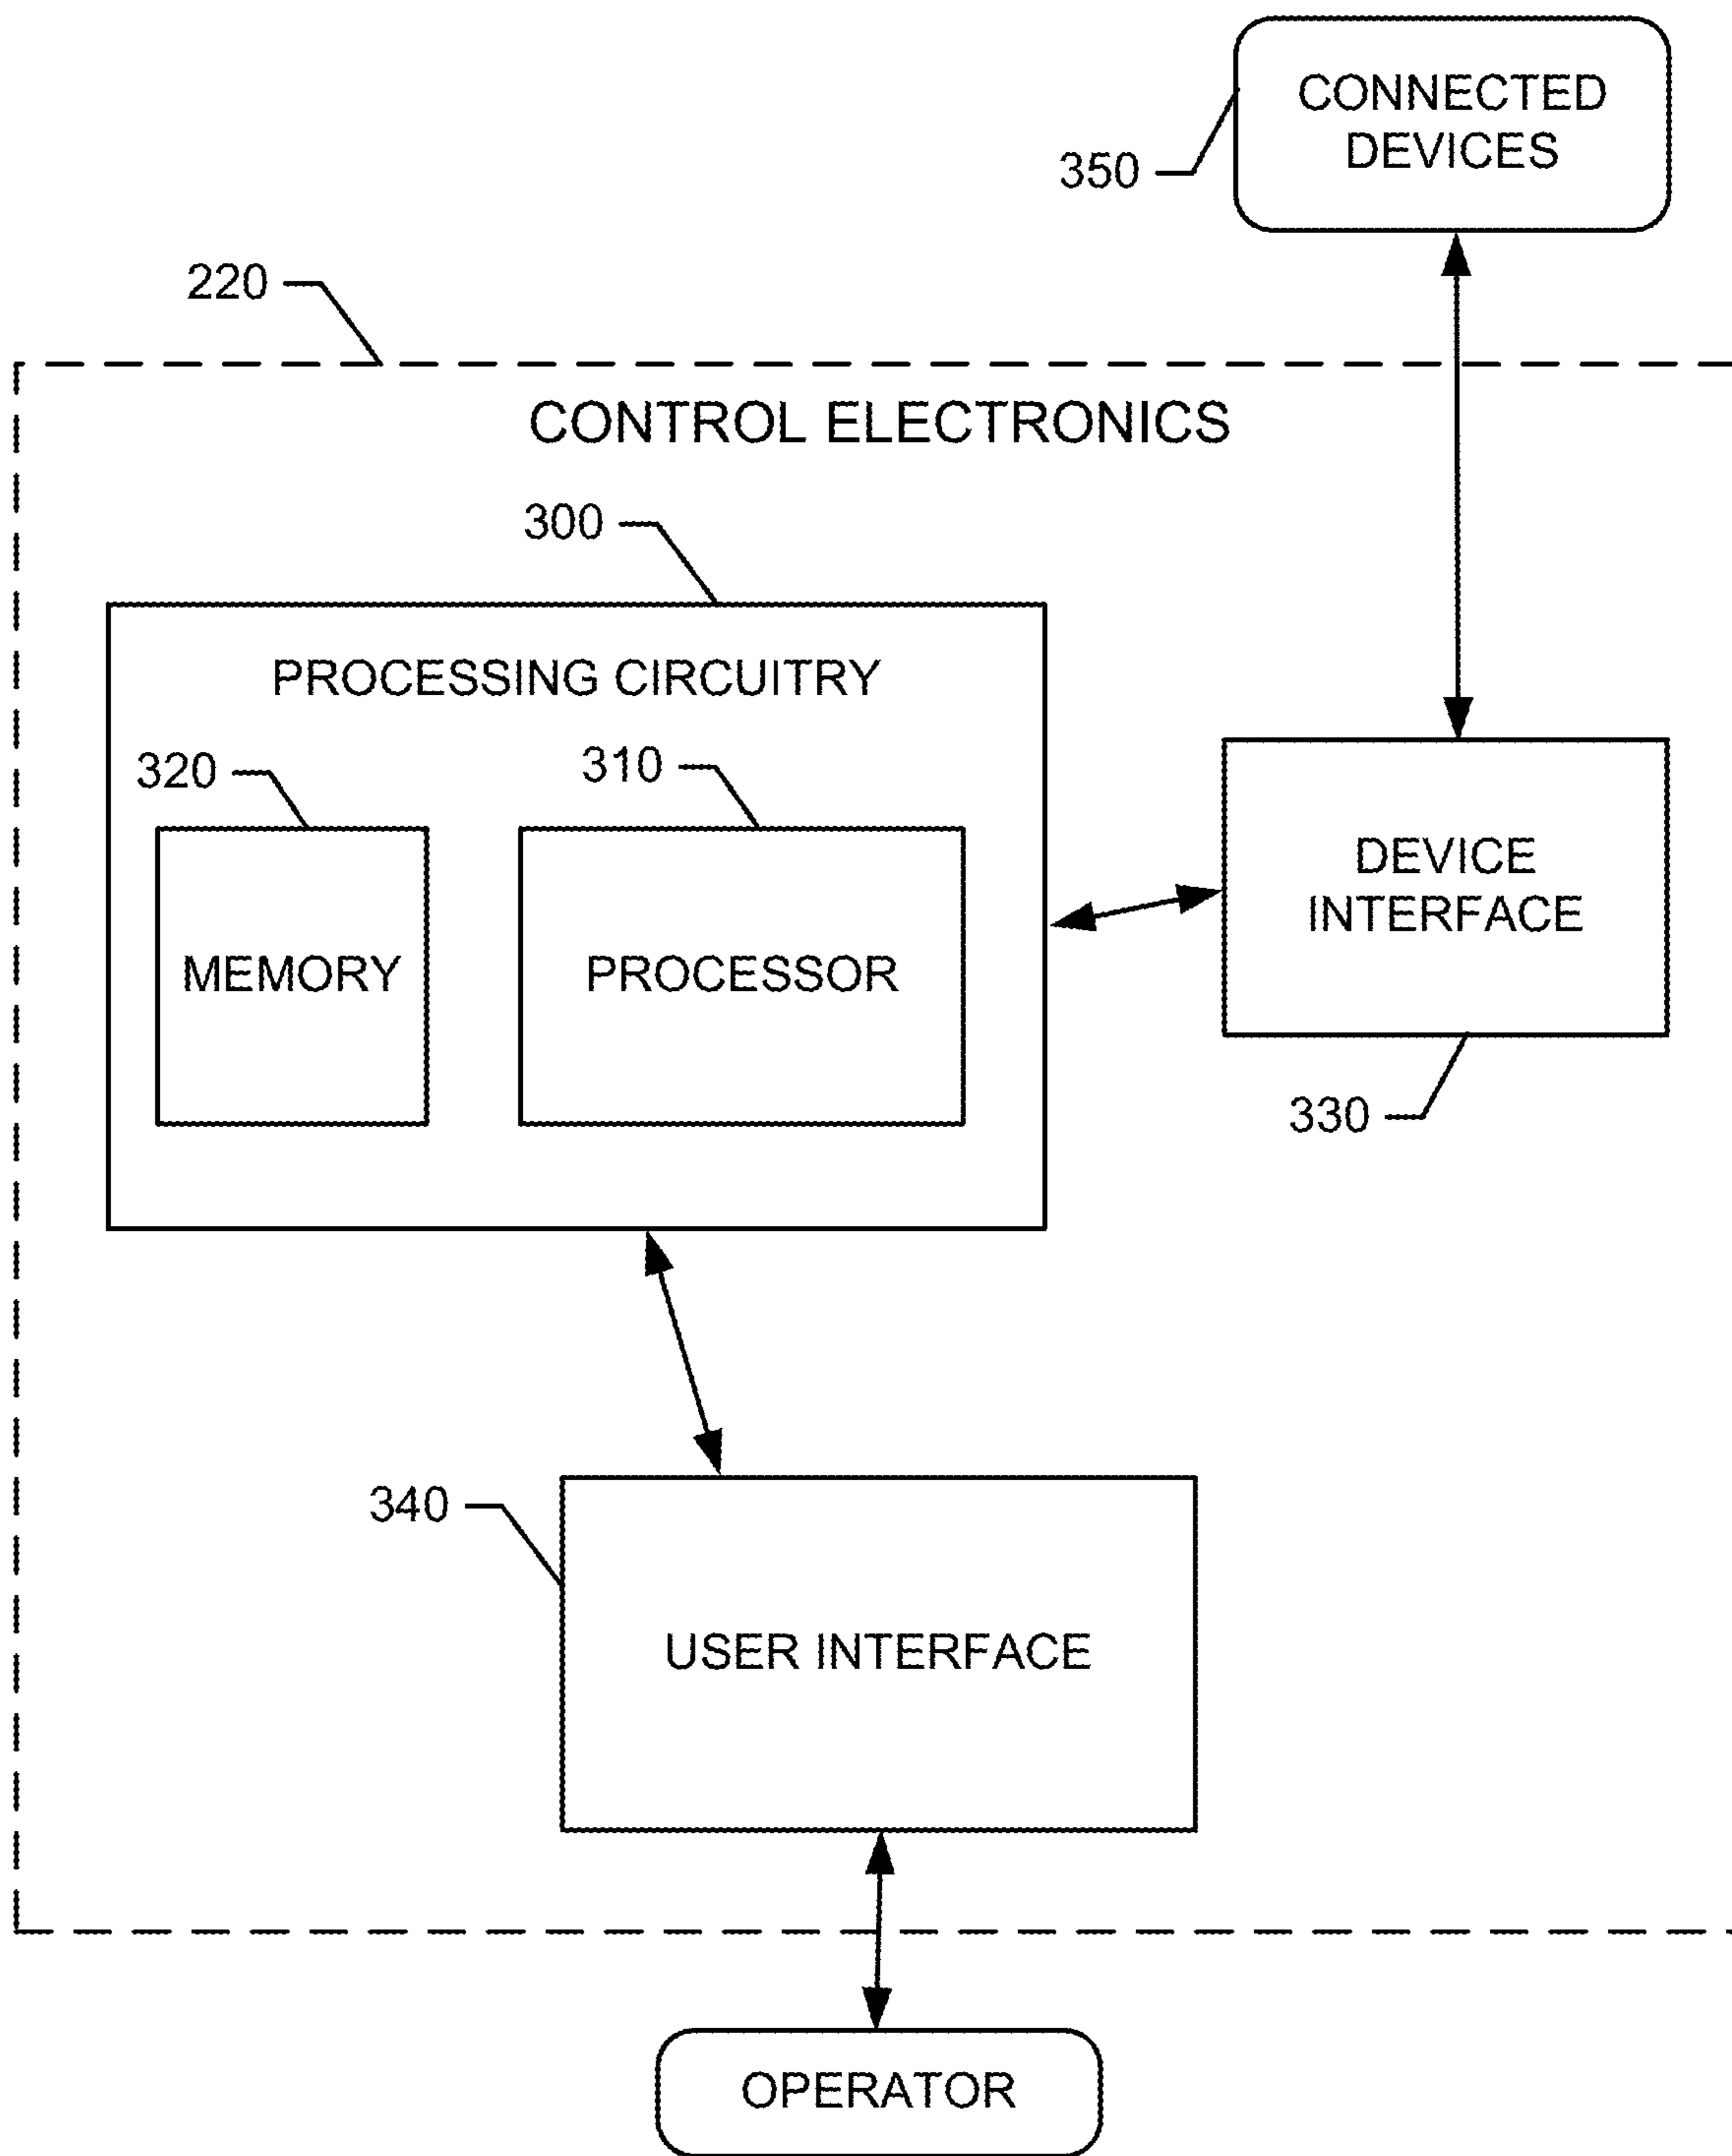 CONNECTED
DEVICES
350
220
CONTROL ELECTRONICS
300
PROCESSING CIRCUITRY
320
310
MEMORY
PROCESSOR
DEVICE
INTERFACE
330
340
USER INTERFACE
OPERATOR